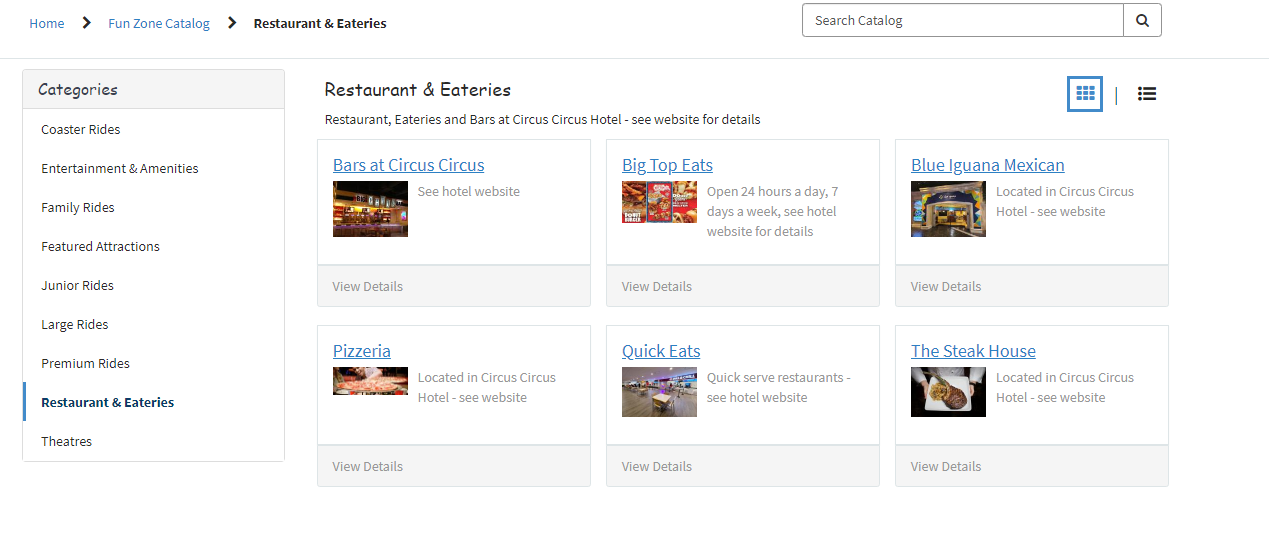 Home
Fun Zone Catalog
Restaurant & Eateries
Search Catalog
Categories
Coaster Rides
Entertainment & Amenities
Family Rides
Featured Attractions
Junior Rides
Large Rides
Premium Rides
Restaurant & Eateries
Theatres
Restaurant & Eateries
Restaurant, Eateries and Bars at Circus Circus Hotel - see website for details
Bars at Circus Circus
See hotel website
View Details
Big Top Eats
Open 24 hours a day, 7
days a week, see hotel
website for details
View Details
Blue Iguana Mexican
Located in Circus Circus
Hotel - see website
View Details
Pizzeria
Located in Circus Circus
Hotel - see website
View Details
Quick Eats
Quick serve restaurants -
see hotel website
View Details
The Steak House
Located in Circus Circus
Hotel - see website
View Details